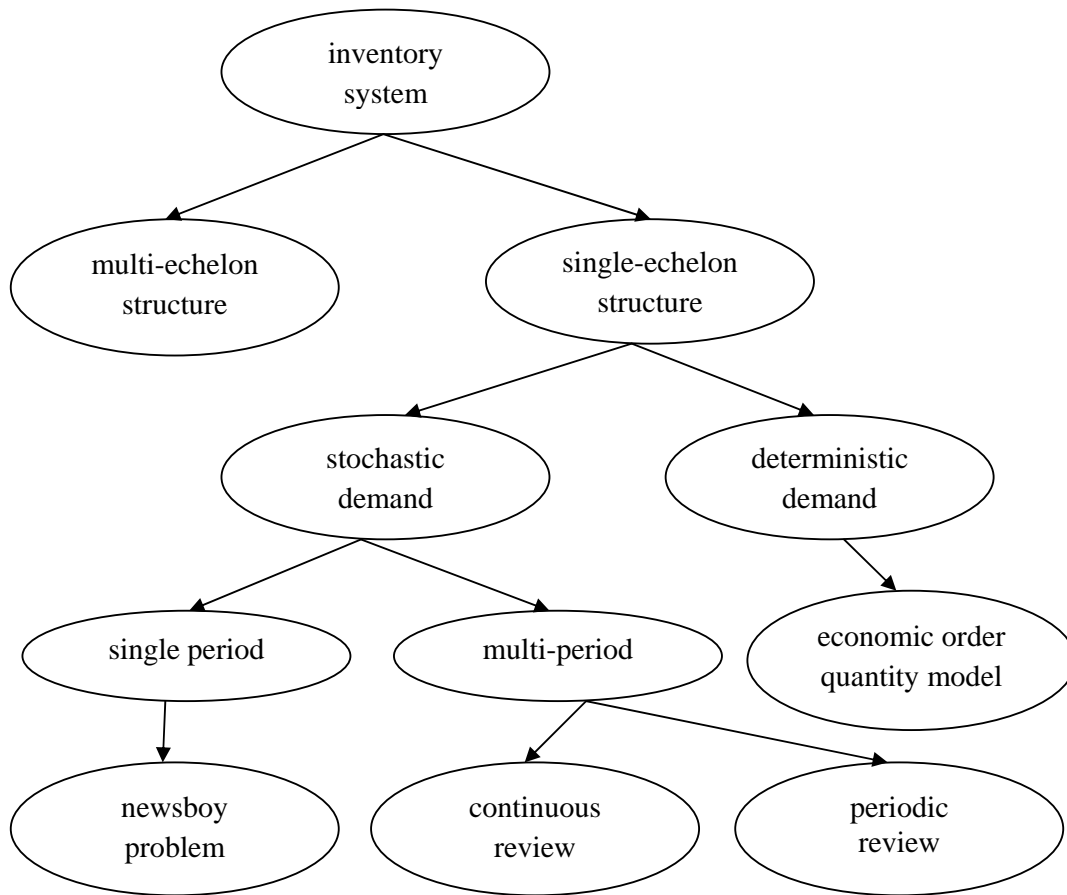 inventory
system
multi-echelon
structure
single-echelon
structure
stochastic
demand
deterministic
demand
single period
multi-period
economic order
quantity model
newsboy
problem
continuous
review
periodic
review